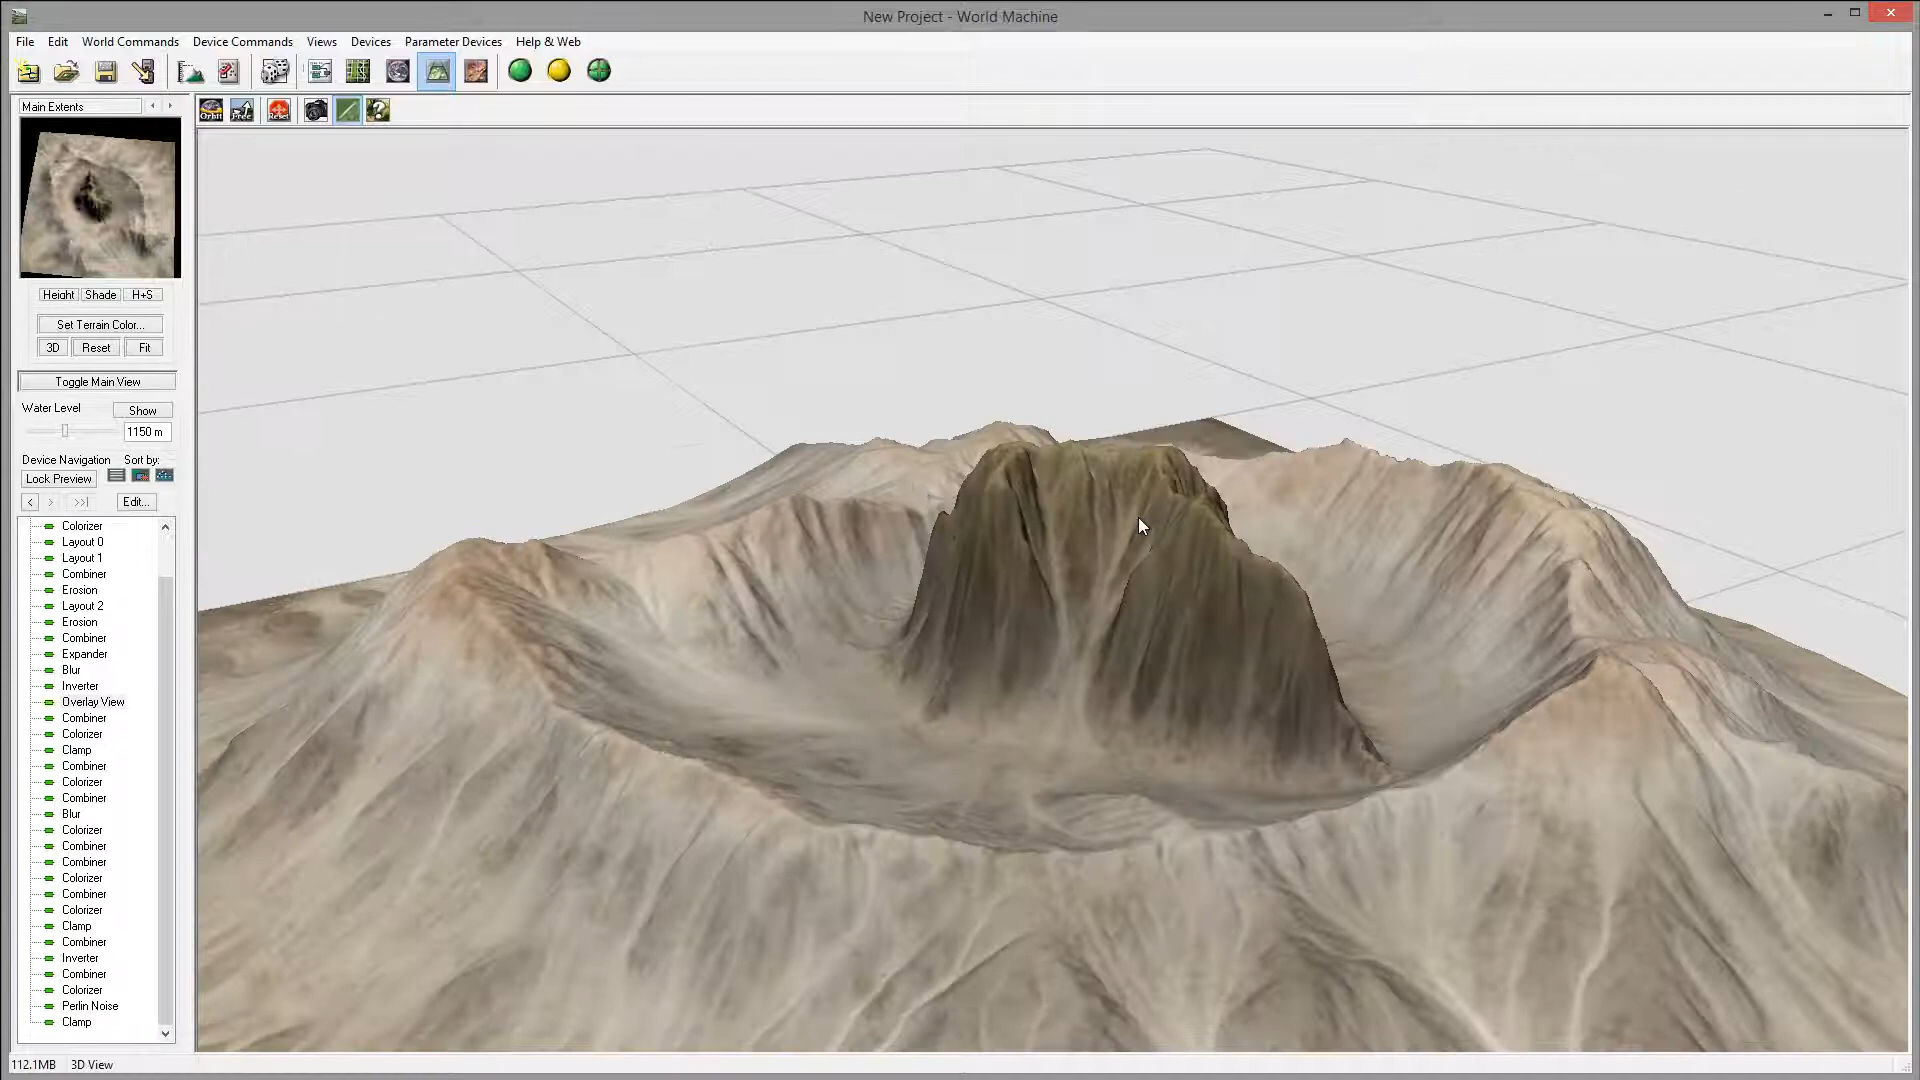 New Project - World Machine
File Edit World Commands Device Commands Views Devices Parameter Devices Help & Web
Main Extents
Orbit Free Reset
Height Shade H+S
Set Terrain Color...
3D Reset Fit
Toggle Main View
Water Level Show
1150 m
Device Navigation Sort by:
Lock Preview
< > >>| Edit...
Colorizer
Layout 0
Layout 1
Combiner
Erosion
Layout 2
Erosion
Combiner
Expander
Blur
Inverter
Overlay View
Combiner
Colorizer
Clamp
Combiner
Colorizer
Combiner
Blur
Colorizer
Combiner
Combiner
Colorizer
Combiner
Colorizer
Clamp
Combiner
Inverter
Combiner
Colorizer
Perlin Noise
Clamp
112.1MB 3D View